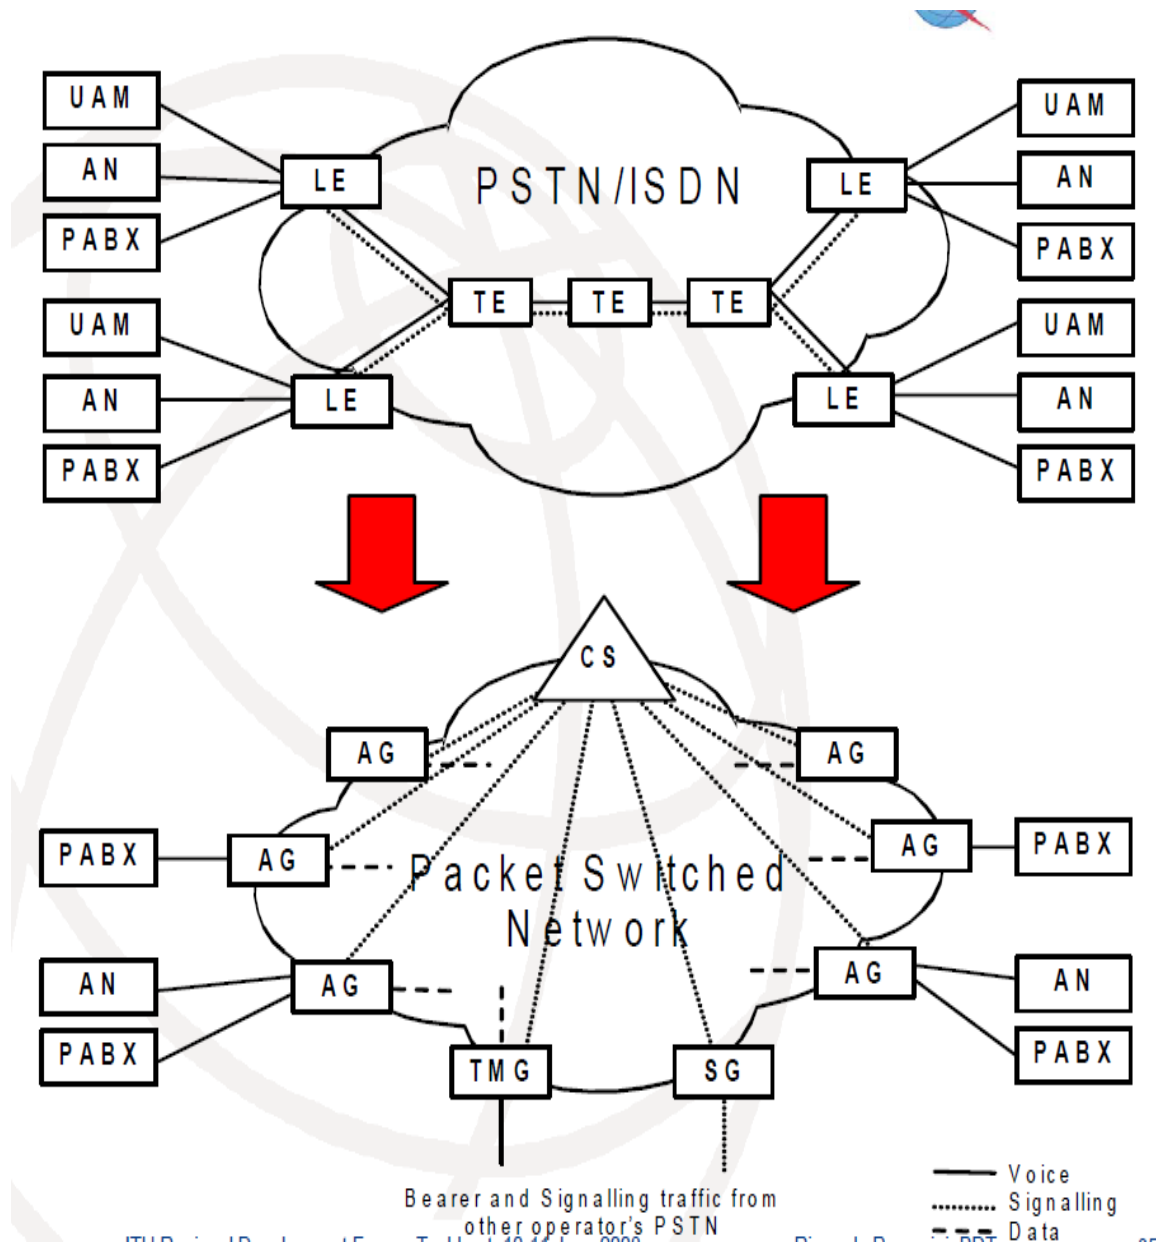 UAM
AN
PABX
LE
PSTN/ISDN
LE
UAM
AN
PABX
TE TE TE
UAM
AN
PABX
LE
LE
UAM
AN
PABX
CS
AG
AG
PABX
AG
AG
PABX
Packet Switched
Network
AN
PABX
AG
AG
AN
PABX
TMG
SG
Bearer and Signalling traffic from
other operator's PSTN
Voice
Signalling
Data